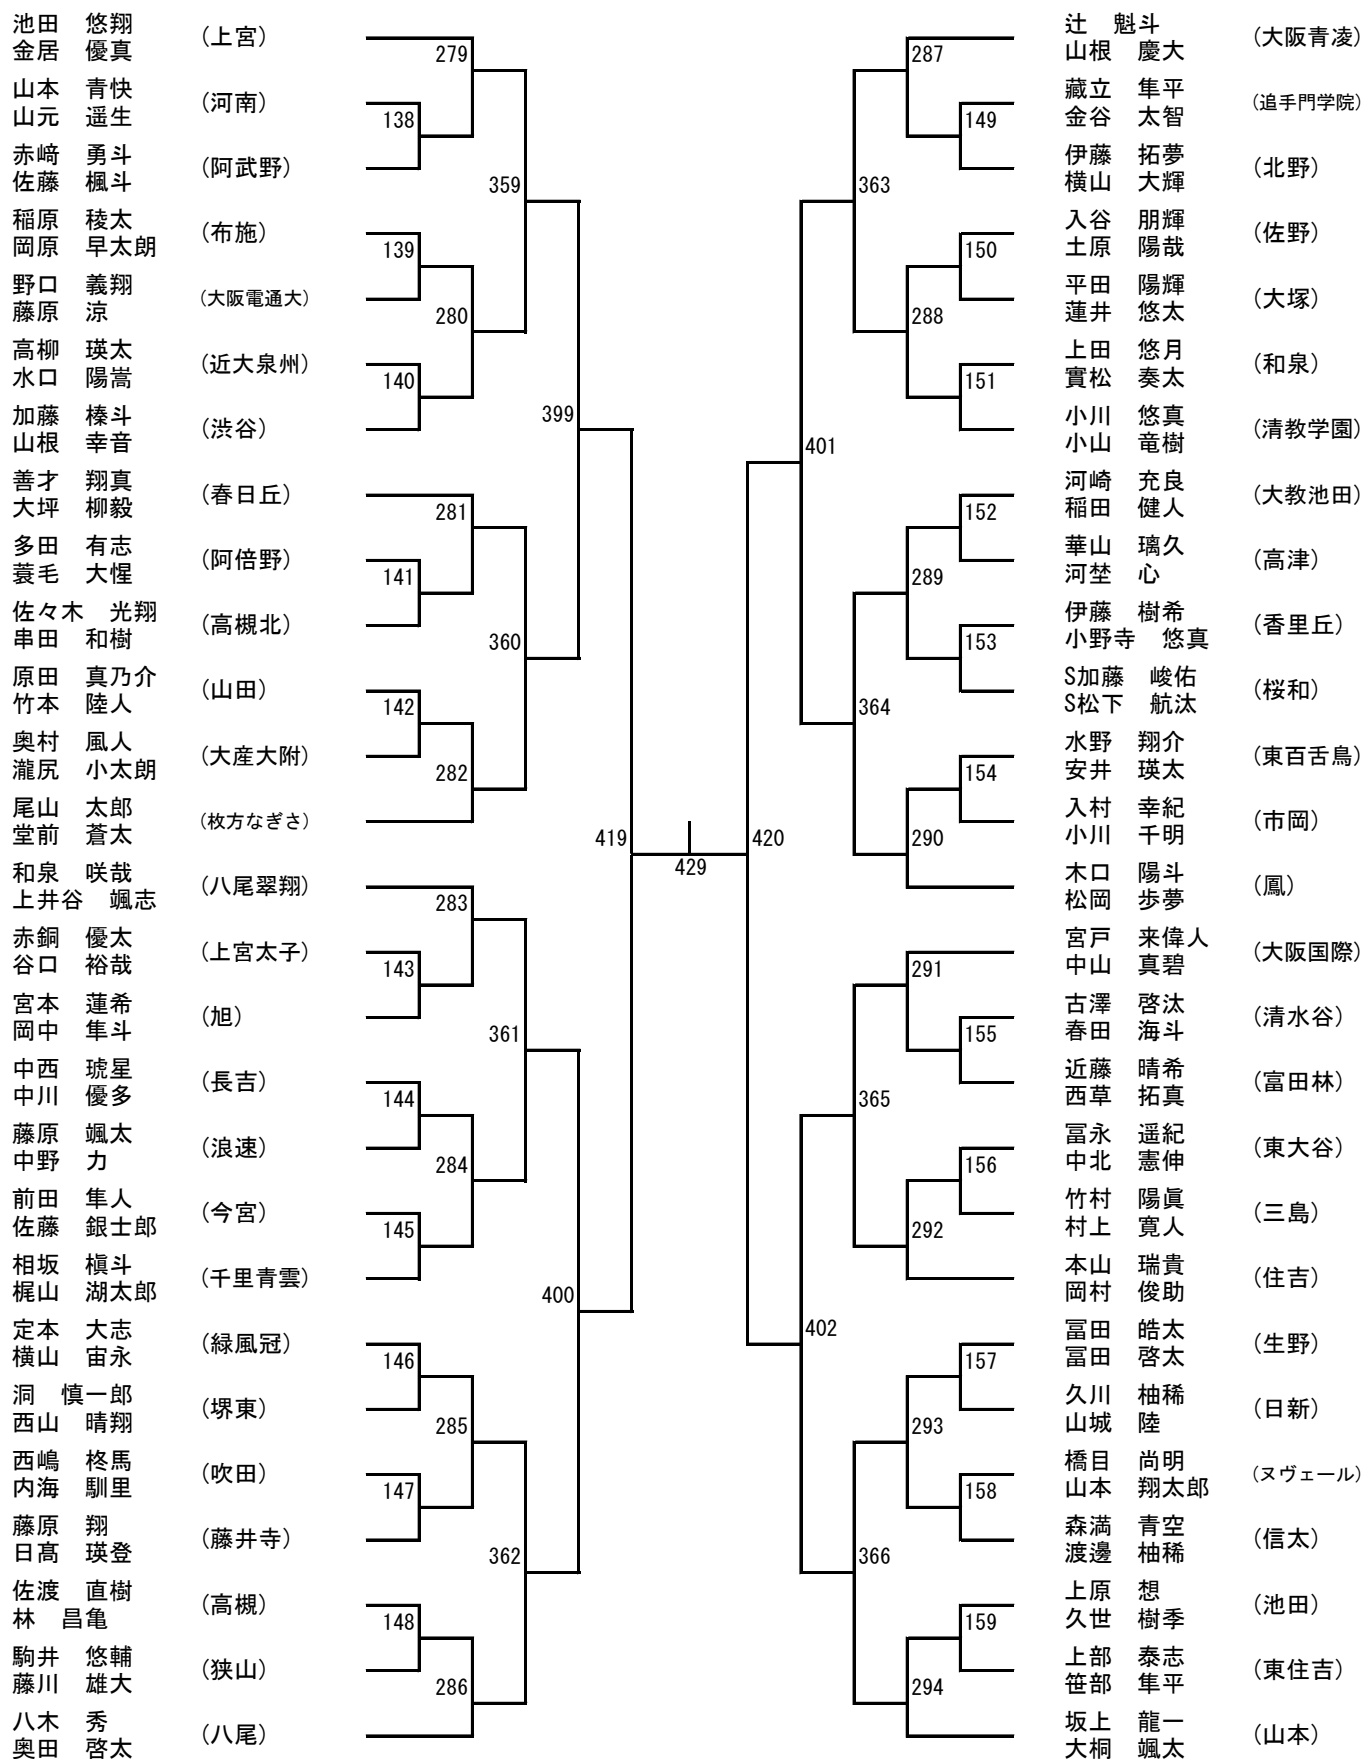 池田 悠翔
金居 優真
(上宮)
山本 青快
山元 遥生
(河南)
赤﨑 勇斗
佐藤 楓斗
(阿武野)
稲原 稜太
岡原 早太朗
(布施)
野口 義翔
藤原 涼
(大阪電通大)
高柳 瑛太
水口 陽嵩
(近大泉州)
加藤 榛斗
山根 幸音
(渋谷)
善才 翔真
大坪 柳毅
(春日丘)
多田 有志
蓑毛 大惺
(阿倍野)
佐々木 光翔
串田 和樹
(高槻北)
原田 真乃介
竹本 陸人
(山田)
奥村 風人
瀧尻 小太朗
(大産大附)
尾山 太郎
堂前 蒼太
(枚方なぎさ)
和泉 咲哉
上井谷 颯志
(八尾翠翔)
赤銅 優太
谷口 裕哉
(上宮太子)
宮本 蓮希
岡中 隼斗
(旭)
中西 琥星
中川 優多
(長吉)
藤原 颯太
中野 力
(浪速)
前田 隼人
佐藤 銀士郎
(今宮)
相坂 槇斗
梶山 湖太郎
(千里青雲)
定本 大志
横山 宙永
(緑風冠)
洞 慎一郎
西山 晴翔
(堺東)
西嶋 柊馬
内海 馴里
(吹田)
藤原 翔
日髙 瑛登
(藤井寺)
佐渡 直樹
林 昌亀
(高槻)
駒井 悠輔
藤川 雄大
(狭山)
八木 秀
奥田 啓太
(八尾)
279
138
359
139
280
140
399
281
141
360
142
282
419
283
143
361
144
284
145
400
146
285
147
362
148
286
429
420
287
149
363
150
288
151
401
152
289
153
364
154
290
291
155
365
156
292
402
157
293
158
366
159
294
辻 魁斗
山根 慶大
(大阪青凌)
藏立 隼平
金谷 太智
(追手門学院)
伊藤 拓夢
横山 大輝
(北野)
入谷 朋輝
土原 陽哉
(佐野)
平田 陽輝
蓮井 悠太
(大塚)
上田 悠月
實松 奏太
(和泉)
小川 悠真
小山 竜樹
(清教学園)
河崎 充良
稲田 健人
(大教池田)
華山 璃久
河埜 心
(高津)
伊藤 樹希
小野寺 悠真
(香里丘)
S加藤 峻佑
S松下 航汰
(桜和)
水野 翔介
安井 瑛太
(東百舌鳥)
入村 幸紀
小川 千明
(市岡)
木口 陽斗
松岡 歩夢
(鳳)
宮戸 来偉人
中山 真碧
(大阪国際)
古澤 啓汰
春田 海斗
(清水谷)
近藤 晴希
西草 拓真
(富田林)
冨永 遥紀
中北 憲伸
(東大谷)
竹村 陽眞
村上 寛人
(三島)
本山 瑞貴
岡村 俊助
(住吉)
冨田 皓太
冨田 啓太
(生野)
久川 柚稀
山城 陸
(日新)
橋目 尚明
山本 翔太郎
(ヌヴェール)
森満 青空
渡邊 柚稀
(信太)
上原 想
久世 樹季
(池田)
上部 泰志
笹部 隼平
(東住吉)
坂上 龍一
大桐 颯太
(山本)